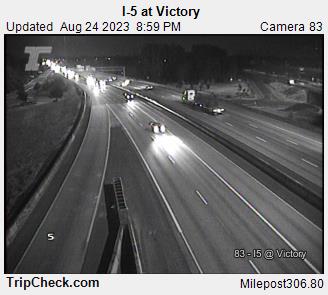 I-5 at Victory
Updated Aug 24 2023 8:59 PM Camera 83
5
83 - I5 @ Victory
TripCheck.com Milepost306.80